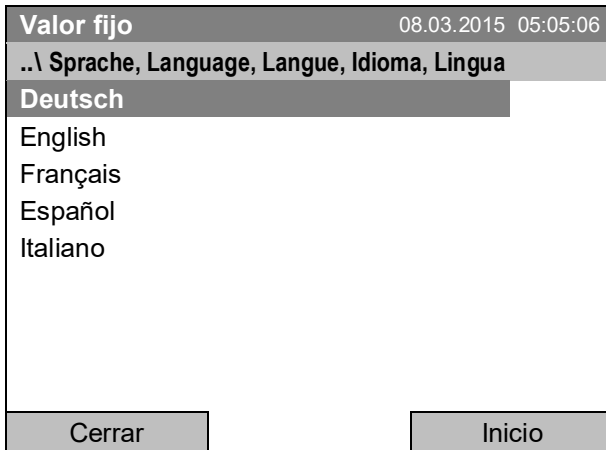 Valor fijo 08.03.2015 05:05:06
..\ Sprache, Language, Langue, Idioma, Lingua
Deutsch
English
Français
Español
Italiano
Cerrar Inicio